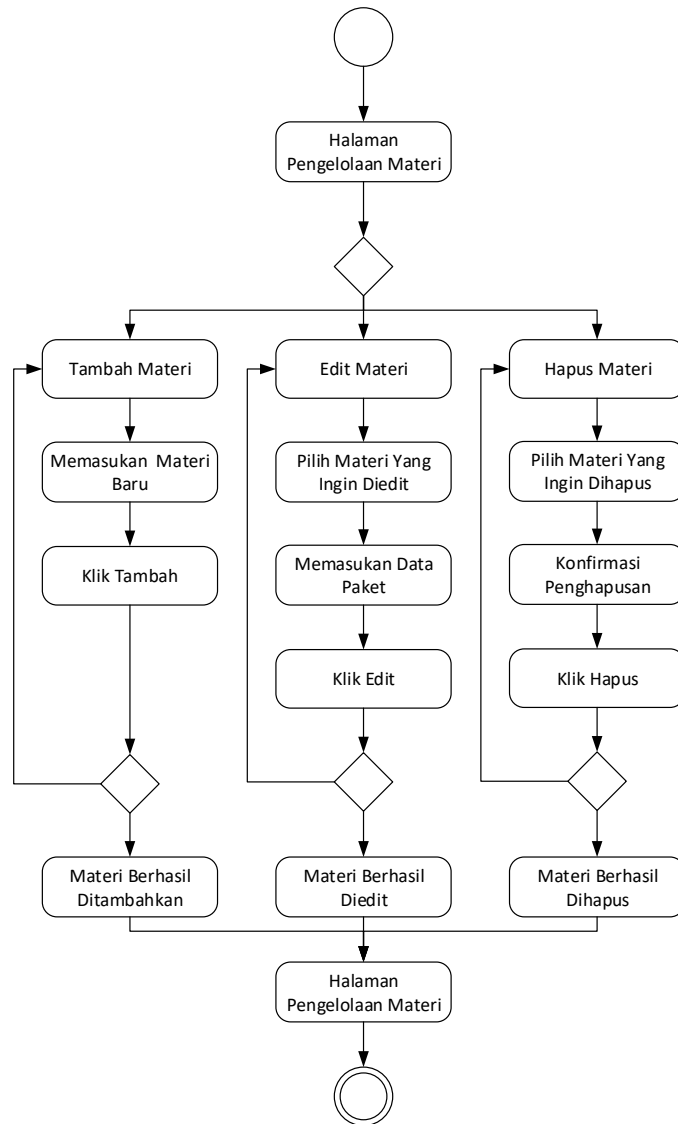 Halaman
Pengelolaan Materi
Tambah Materi
Memasukan Materi
Baru
Klik Tambah
Materi Berhasil
Ditambahkan
Edit Materi
Pilih Materi Yang
Ingin Diedit
Memasukan Data
Paket
Klik Edit
Materi Berhasil
Diedit
Hapus Materi
Pilih Materi Yang
Ingin Dihapus
Konfirmasi
Penghapusan
Klik Hapus
Materi Berhasil
Dihapus
Halaman
Pengelolaan Materi